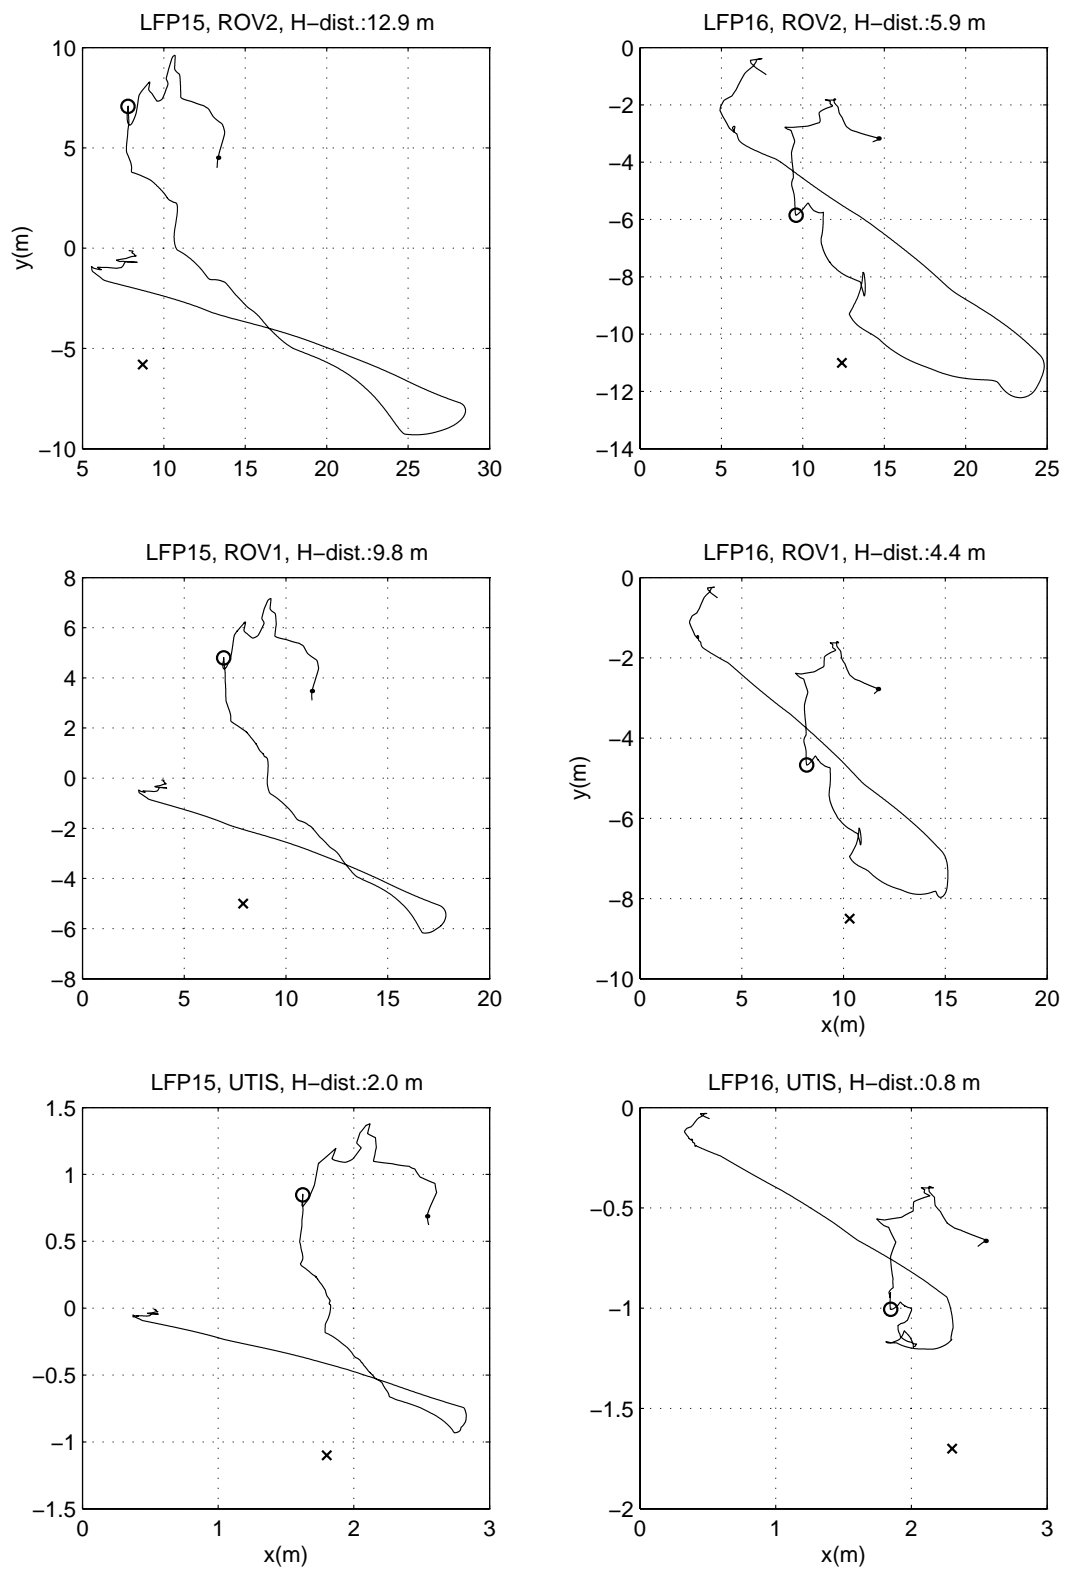 LFP15, ROV2, H−dist.:12.9 m
10
5
0
−5
−10
y(m)
5 10 15 20 25 30
LFP16, ROV2, H−dist.:5.9 m
0
−2
−4
−6
−8
−10
−12
−14
0 5 10 15 20 25
LFP15, ROV1, H−dist.:9.8 m
8
6
4
2
0
−2
−4
−6
−8
0 5 10 15 20
LFP16, ROV1, H−dist.:4.4 m
0
−2
−4
−6
−8
−10
y(m)
0 5 10 15 20
x(m)
LFP15, UTIS, H−dist.:2.0 m
1.5
1
0.5
0
−0.5
−1
−1.5
0 1 2 3
x(m)
LFP16, UTIS, H−dist.:0.8 m
0
−0.5
−1
−1.5
−2
0 1 2 3
x(m)